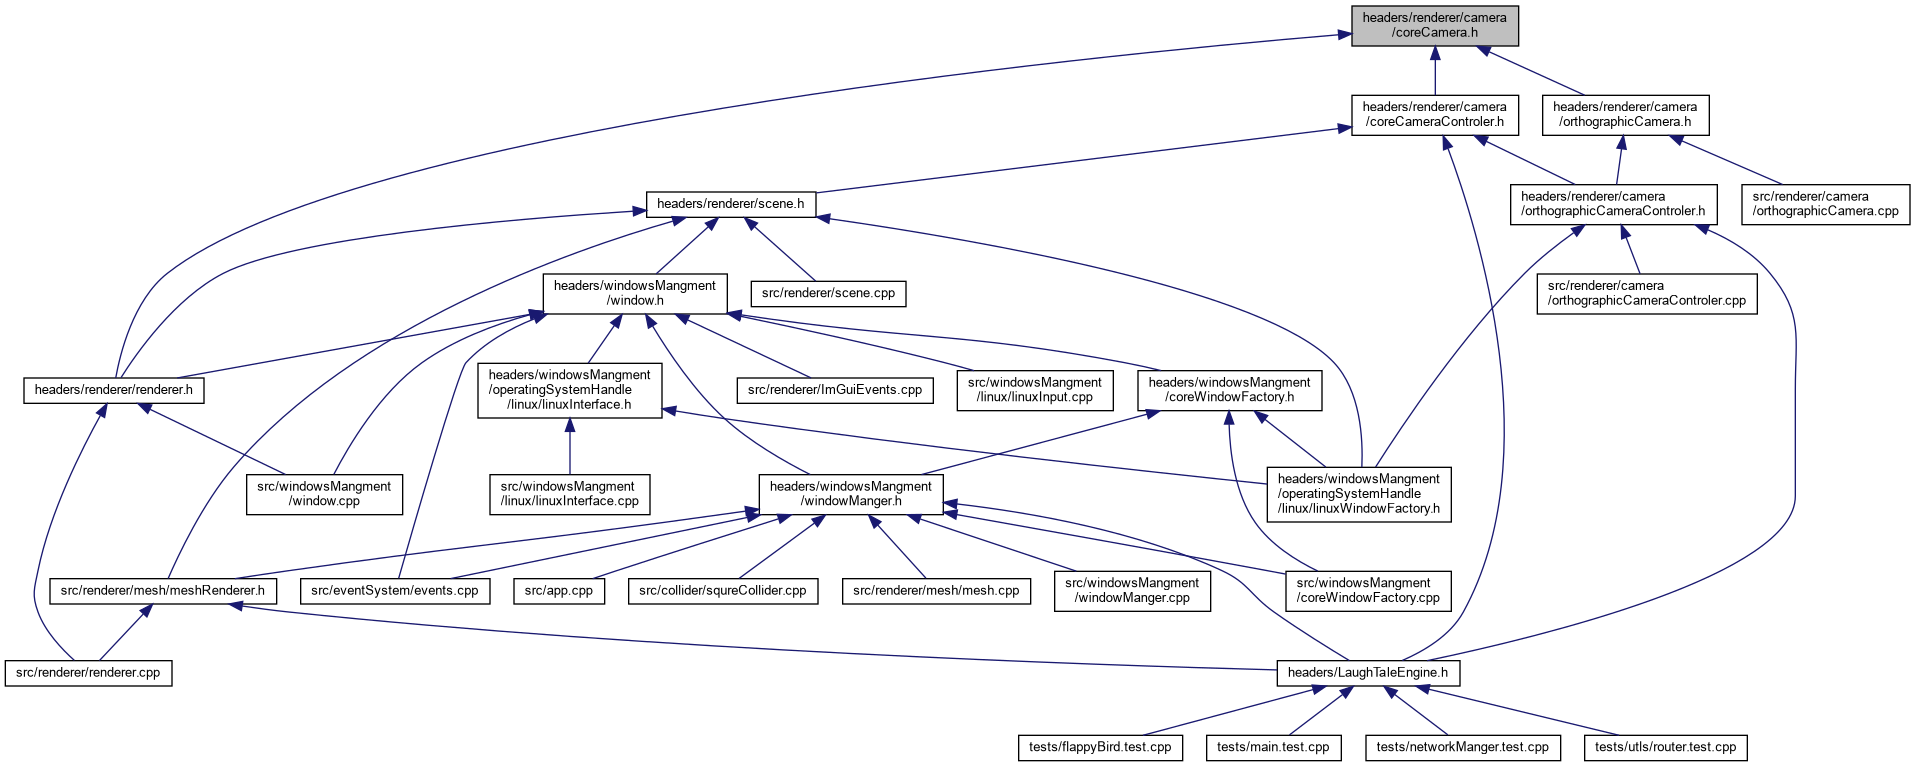 headers/renderer/camera
/coreCamera.h
headers/renderer/camera
/coreCameraControler.h
headers/renderer/camera
/orthographicCamera.h
headers/renderer/scene.h
headers/renderer/camera
/orthographicCameraControler.h
src/renderer/camera
/orthographicCamera.cpp
headers/windowsMangment
/window.h
src/renderer/scene.cpp
src/renderer/camera
/orthographicCameraControler.cpp
headers/renderer/renderer.h
headers/windowsMangment
/operatingSystemHandle
/linux/linuxInterface.h
src/renderer/ImGuiEvents.cpp
src/windowsMangment
/linux/linuxInput.cpp
headers/windowsMangment
/coreWindowFactory.h
src/windowsMangment
/window.cpp
src/windowsMangment
/linux/linuxInterface.cpp
headers/windowsMangment
/windowManger.h
headers/windowsMangment
/operatingSystemHandle
/linux/linuxWindowFactory.h
src/renderer/mesh/meshRenderer.h
src/eventSystem/events.cpp
src/app.cpp
src/collider/squreCollider.cpp
src/renderer/mesh/mesh.cpp
src/windowsMangment
/windowManger.cpp
src/windowsMangment
/coreWindowFactory.cpp
src/renderer/renderer.cpp
headers/LaughTaleEngine.h
tests/flappyBird.test.cpp
tests/main.test.cpp
tests/networkManger.test.cpp
tests/utls/router.test.cpp